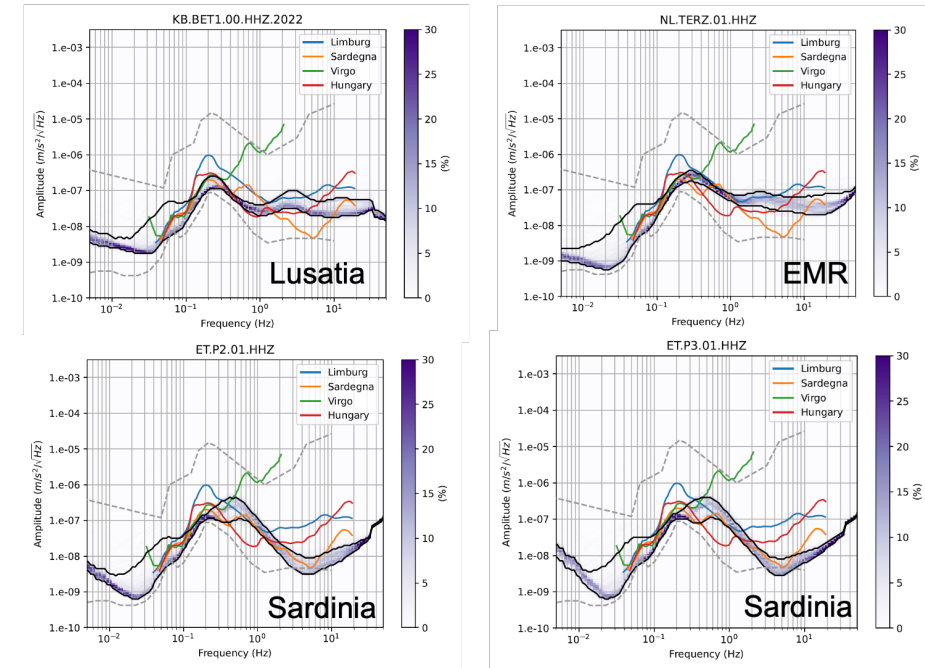 KB.BET1.00.HHZ.2022
1.e-03
1.e-04
1.e-05
1.e-06
1.e-07
1.e-08
1.e-09
1.e-10
Amplitude (m/s²/√Hz)
10⁻² 10⁻¹ 10⁰ 10¹
Frequency (Hz)
Limburg
Sardegna
Virgo
Hungary
Lusatia
30
25
20
15
10
5
0
(%)
NL.TERZ.01.HHZ
1.e-03
1.e-04
1.e-05
1.e-06
1.e-07
1.e-08
1.e-09
1.e-10
Amplitude (m/s²/√Hz)
10⁻² 10⁻¹ 10⁰ 10¹
Frequency (Hz)
Limburg
Sardegna
Virgo
Hungary
EMR
30
25
20
15
10
5
0
(%)
ET.P2.01.HHZ
1.e-03
1.e-04
1.e-05
1.e-06
1.e-07
1.e-08
1.e-09
1.e-10
Amplitude (m/s²/√Hz)
10⁻² 10⁻¹ 10⁰ 10¹
Frequency (Hz)
Limburg
Sardegna
Virgo
Hungary
Sardinia
30
25
20
15
10
5
0
(%)
ET.P3.01.HHZ
1.e-03
1.e-04
1.e-05
1.e-06
1.e-07
1.e-08
1.e-09
1.e-10
Amplitude (m/s²/√Hz)
10⁻² 10⁻¹ 10⁰ 10¹
Frequency (Hz)
Limburg
Sardegna
Virgo
Hungary
Sardinia
30
25
20
15
10
5
0
(%)